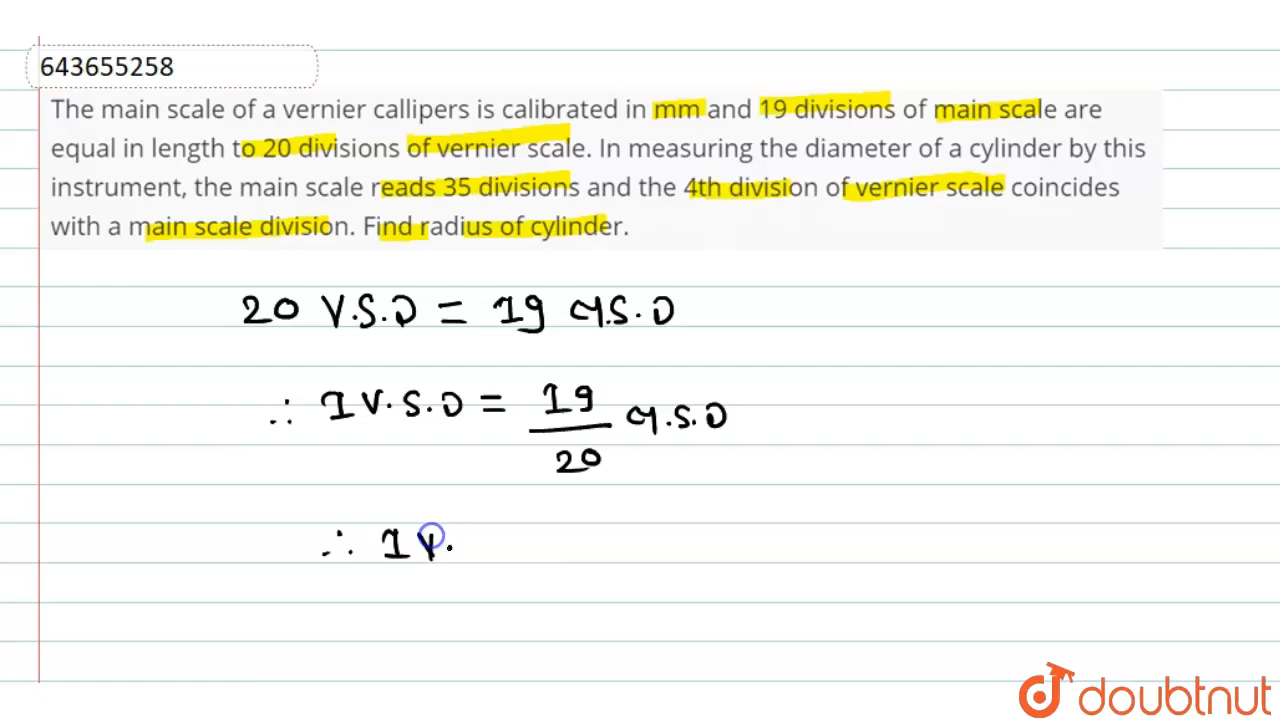 643655258
The main scale of a vernier callipers is calibrated in mm and 19 divisions of main scale are
equal in length to 20 divisions of vernier scale. In measuring the diameter of a cylinder by this
instrument, the main scale reads 35 divisions and the 4th division of vernier scale coincides
with a main scale division. Find radius of cylinder.
20 V.S.D = 19 M.S.D
∴ 1 V.S.D = 19/20 M.S.D
∴ 1 V.
doubtnut